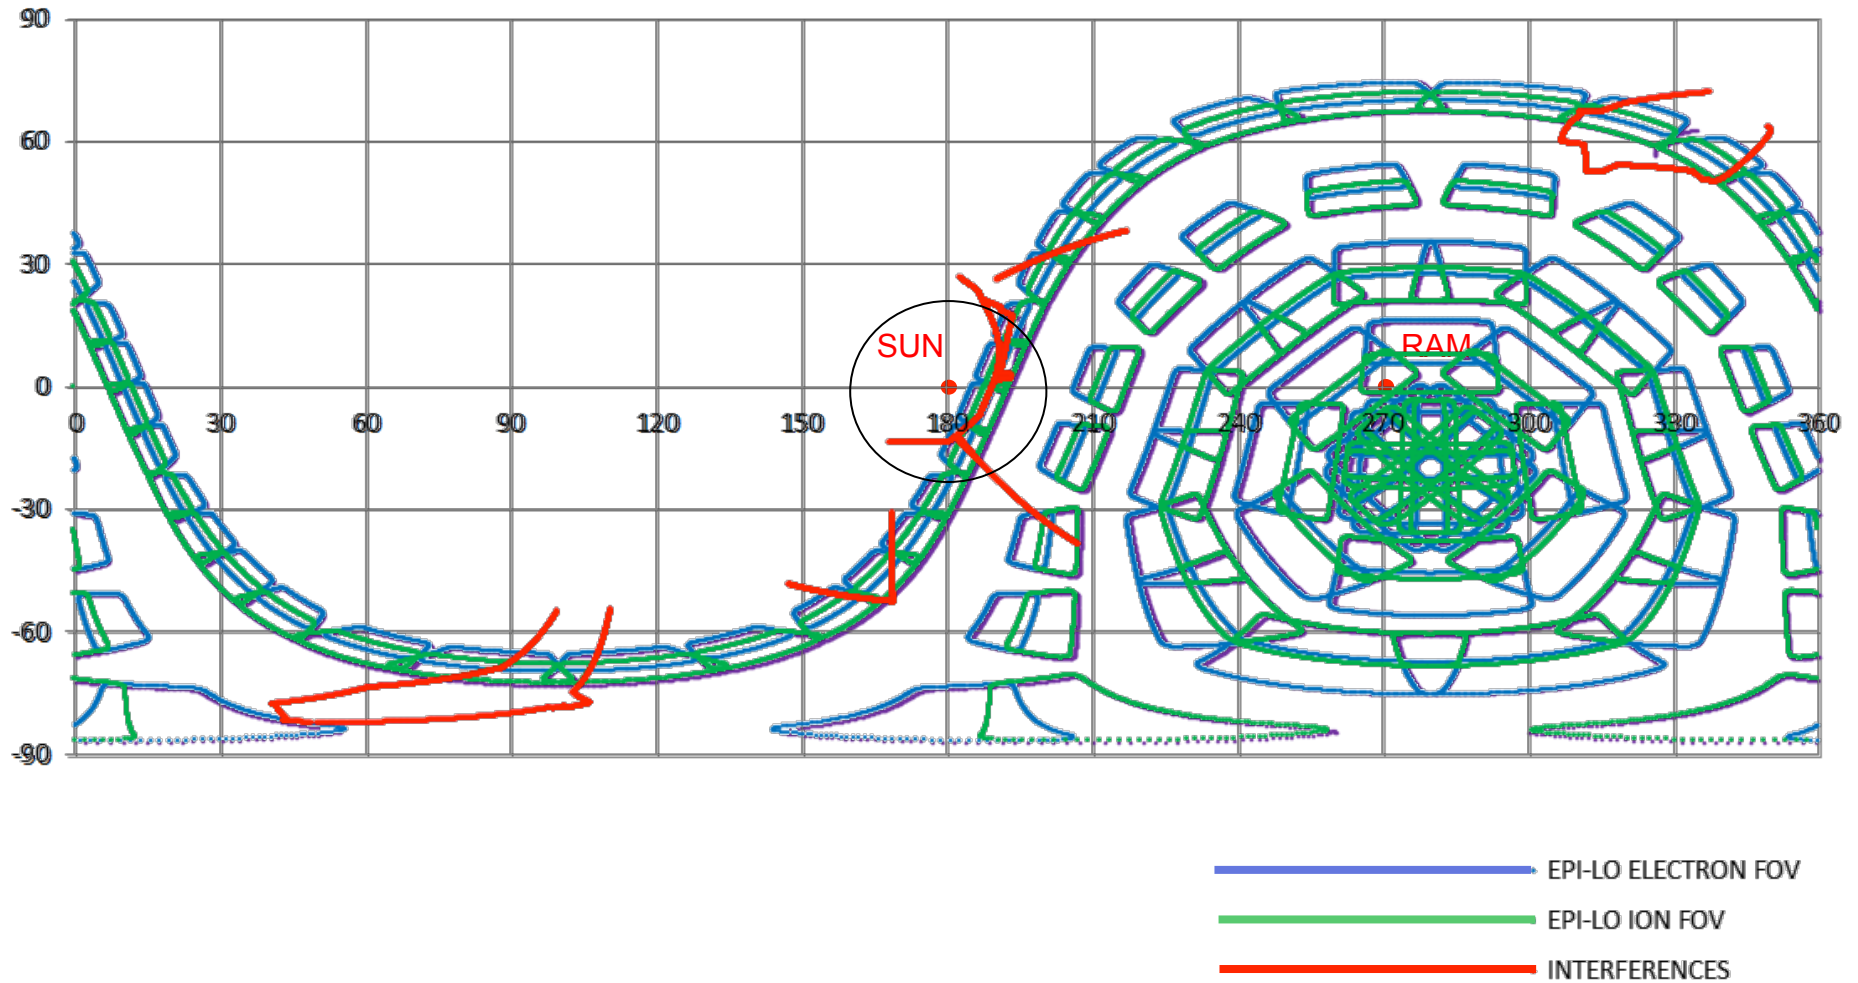 90
60
30
SUN
RAM
0
0 30 60 90 120 150 180 210 240 270 300 330 360
-30
-60
-90
EPI-LO ELECTRON FOV
EPI-LO ION FOV
INTERFERENCES